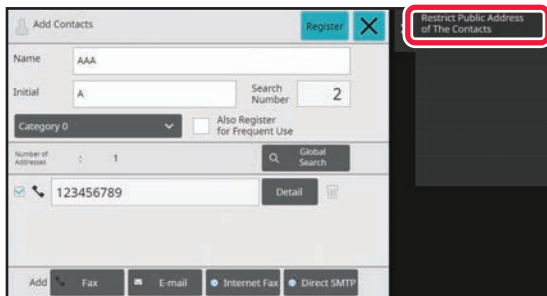 Add Contacts
Register
Restrict Public Address
of The Contacts
Name
AAA
Initial
A
Search
Number
2
Category 0
Also Register
for Frequent Use
Number of
Addresses
:
1
Global
Search
123456789
Detail
Add
Fax
E-mail
Internet Fax
Direct SMTP